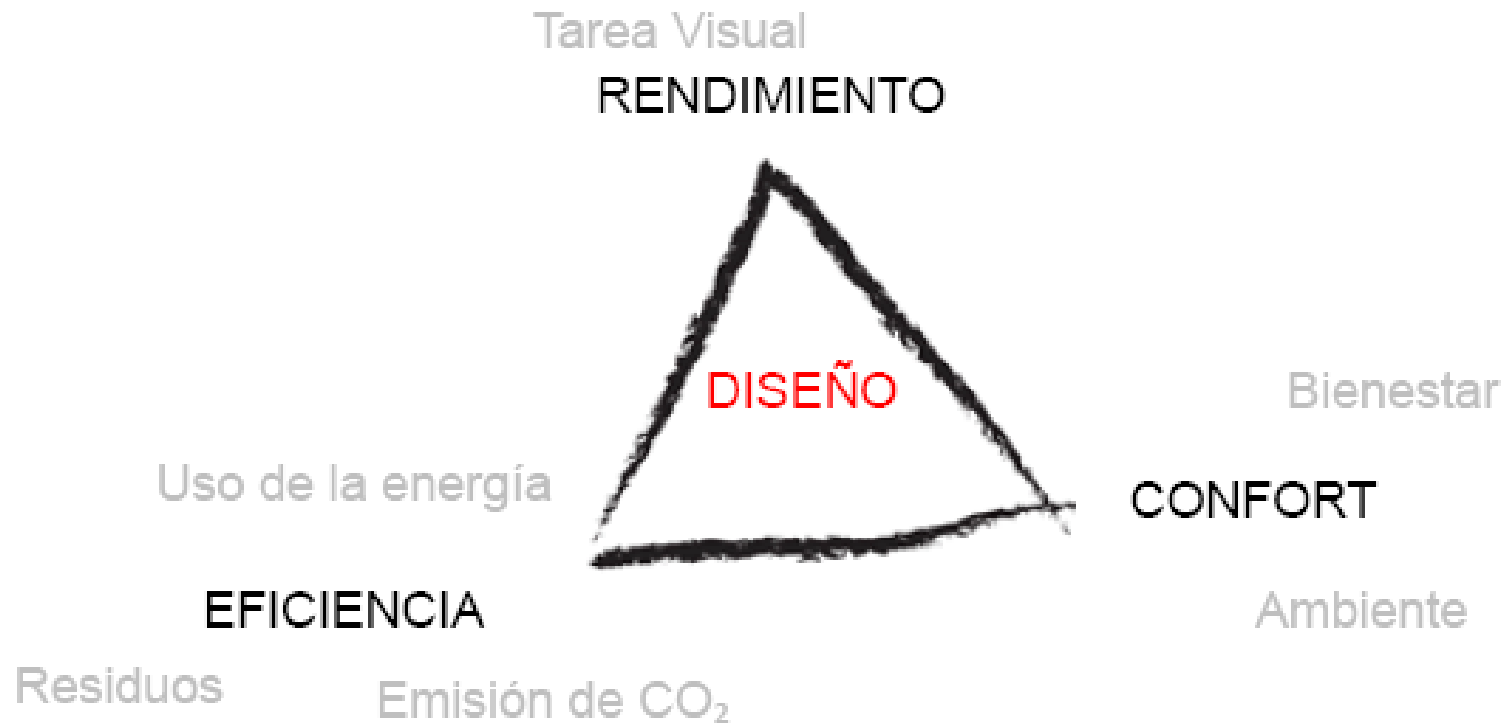 Tarea Visual
RENDIMIENTO
DISEÑO
Bienestar
Uso de la energía
CONFORT
EFICIENCIA
Ambiente
Residuos
Emisión de CO₂